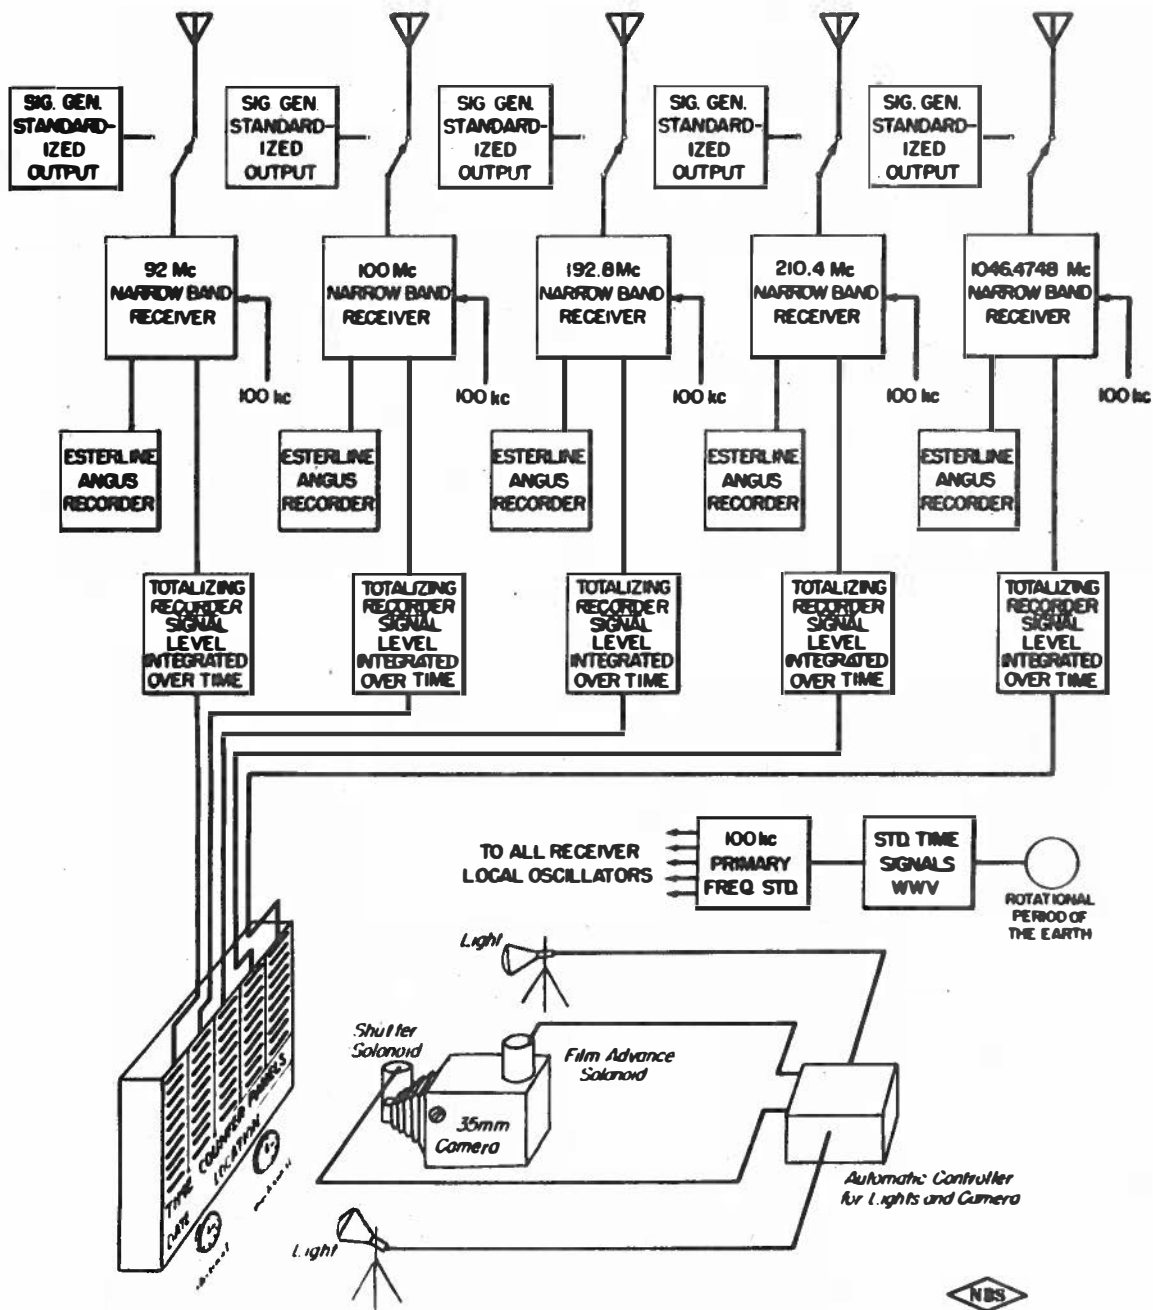 SIG. GEN.
STANDARD-
IZED
OUTPUT
SIG. GEN.
STANDARD-
IZED
OUTPUT
SIG. GEN.
STANDARD-
IZED
OUTPUT
SIG. GEN.
STANDARD-
IZED
OUTPUT
SIG. GEN.
STANDARD-
IZED
OUTPUT
92 Mc
NARROW BAND
RECEIVER
100 Mc
NARROW BAND
RECEIVER
192.8 Mc
NARROW BAND
RECEIVER
210.4 Mc
NARROW BAND
RECEIVER
1046.4748 Mc
NARROW BAND
RECEIVER
100 kc
100 kc
100 kc
100 kc
100 kc
ESTERLINE
ANGUS
RECORDER
ESTERLINE
ANGUS
RECORDER
ESTERLINE
ANGUS
RECORDER
ESTERLINE
ANGUS
RECORDER
ESTERLINE
ANGUS
RECORDER
TOTALIZING
RECORDER
SIGNAL
LEVEL
INTEGRATED
OVER TIME
TOTALIZING
RECORDER
SIGNAL
LEVEL
INTEGRATED
OVER TIME
TOTALIZING
RECORDER
SIGNAL
LEVEL
INTEGRATED
OVER TIME
TOTALIZING
RECORDER
SIGNAL
LEVEL
INTEGRATED
OVER TIME
TOTALIZING
RECORDER
SIGNAL
LEVEL
INTEGRATED
OVER TIME
TO ALL RECEIVER
LOCAL OSCILLATORS
100 kc
PRIMARY
FREQ. STD.
STD. TIME
SIGNALS
WWV
ROTATIONAL
PERIOD OF
THE EARTH
Light
Shutter
Solonoid
Film Advance
Solanoid
35mm
Camera
Automatic Controller
for Lights and Camera
Light
TIME COUNTER PANELS
DATE LOCATION
NBS